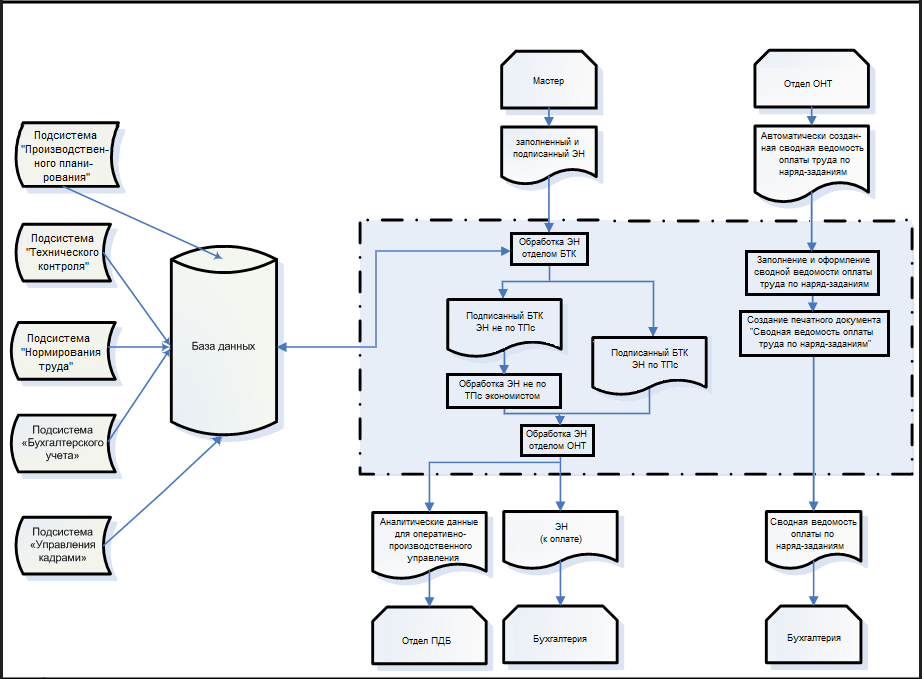 Мастер
Отдел ОНТ
заполненный и
подписанный ЭН
Автоматически создан-
ная сводная ведомость
оплаты труда по
наряд-заданиям
Подсистема
"Производствен-
ного плани-
рования"
Подсистема
"Технического
контроля"
Подсистема
"Нормирования
труда"
Подсистема
«Бухгалтерского
учета»
Подсистема
«Управления
кадрами»
База данных
Обработка ЭН
отделом БТК
Подписанный БТК
ЭН не по ТПс
Подписанный БТК
ЭН по ТПс
Обработка ЭН не по
ТПс экономистом
Обработка ЭН
отделом ОНТ
Заполнение и оформление
сводной ведомости оплаты
труда по наряд-заданиям
Создание печатного документа
"Сводная ведомость оплаты
труда по наряд-заданиям"
Аналитические данные
для оперативно-
производственного
управления
ЭН
(к оплате)
Сводная ведомость
оплаты по
наряд-заданиям
Отдел ПДБ
Бухгалтерия
Бухгалтерия